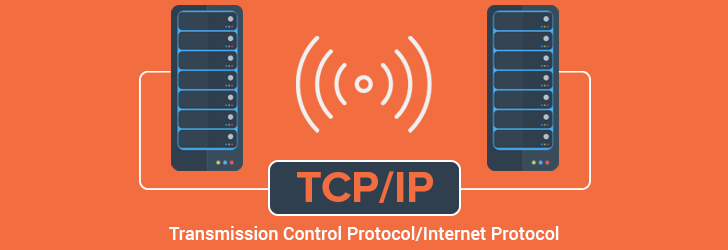 TCP/IP
Transmission Control Protocol/Internet Protocol